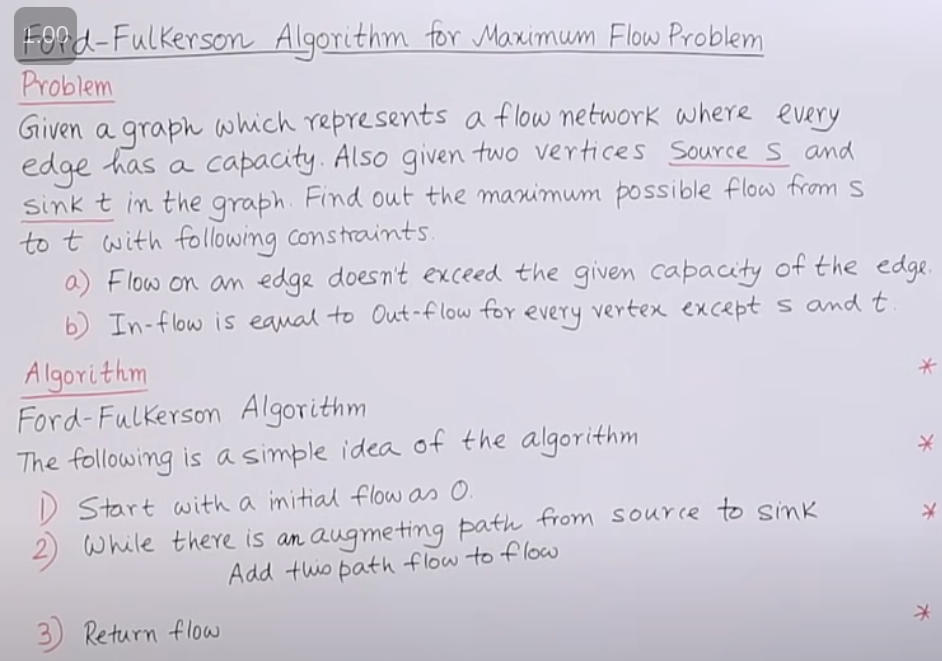 1.00
Ford-Fulkerson Algorithm for Maximum Flow Problem
Problem
Given a graph which represents a flow network where every
edge has a capacity. Also given two vertices Source s and
sink t in the graph. Find out the maximum possible flow from s
to t with following constraints.
a) Flow on an edge doesn't exceed the given capacity of the edge.
b) In-flow is equal to Out-flow for every vertex except s and t.
Algorithm *
Ford-Fulkerson Algorithm
The following is a simple idea of the algorithm *
1) Start with a initial flow as 0.
2) While there is an augmeting path from source to sink *
Add this path flow to flow
3) Return flow *